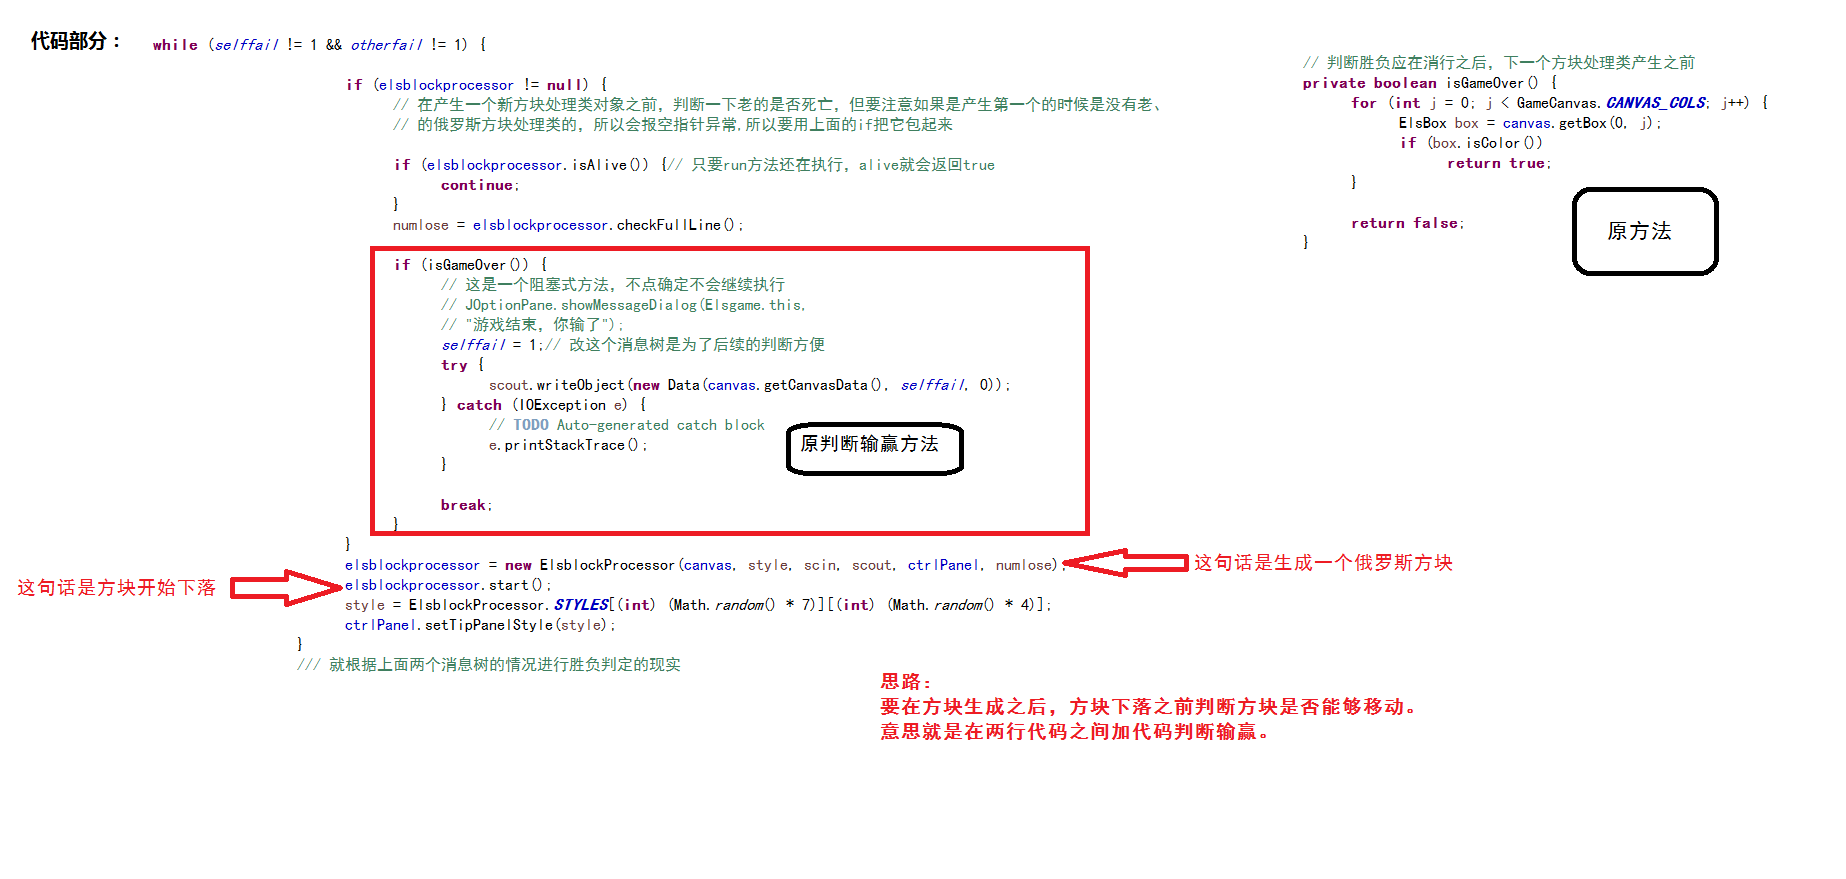 代码部分：
while (selffail != 1 && otherfail != 1) {
if (elsblockprocessor != null) {
// 在产生一个新方块处理类对象之前，判断一下老的是否死亡，但要注意如果是产生第一个的时候是没有老、
// 的俄罗斯方块处理类的，所以会报空指针异常,所以要用上面的if把它包起来
if (elsblockprocessor.isAlive()) {// 只要run方法还在执行，alive就会返回true
continue;
}
numlose = elsblockprocessor.checkFullLine();
if (isGameOver()) {
// 这是一个阻塞式方法，不点确定不会继续执行
// JOptionPane.showMessageDialog(Elsgame.this,
// "游戏结束，你输了");
selffail = 1;// 改这个消息树是为了后续的判断方便
try {
scout.writeObject(new Data(canvas.getCanvasData(), selffail, 0));
} catch (IOException e) {
// TODO Auto-generated catch block
e.printStackTrace();
}
原判断输赢方法
break;
}
}
elsblockprocessor = new ElsblockProcessor(canvas, style, scin, scout, ctrlPanel, numlose);
这句话是生成一个俄罗斯方块
这句话是方块开始下落
elsblockprocessor.start();
style = ElsblockProcessor.STYLES[(int) (Math.random() * 7)][(int) (Math.random() * 4)];
ctrlPanel.setTipPanelStyle(style);
}
/// 就根据上面两个消息树的情况进行胜负判定的现实
// 判断胜负应在消行之后，下一个方块处理类产生之前
private boolean isGameOver() {
for (int j = 0; j < GameCanvas.CANVAS_COLS; j++) {
ElsBox box = canvas.getBox(0, j);
if (box.isColor())
return true;
}
return false;
}
原方法
思路：
要在方块生成之后，方块下落之前判断方块是否能够移动。
意思就是在两行代码之间加代码判断输赢。